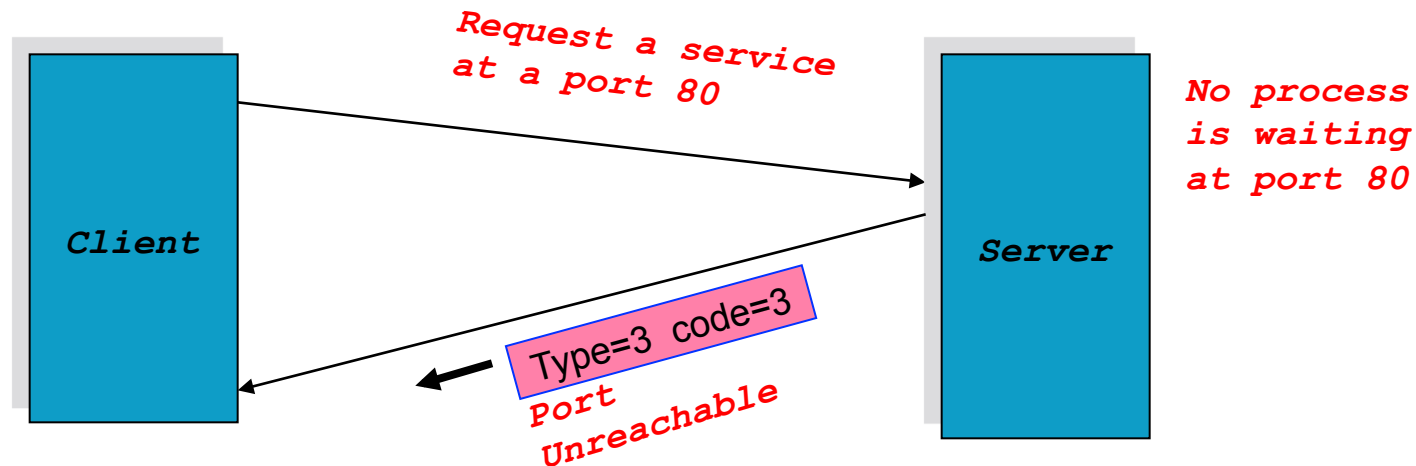 Request a service
at a port 80
No process
is waiting
at port 80
Client
Server
Type=3 code=3
Port
Unreachable